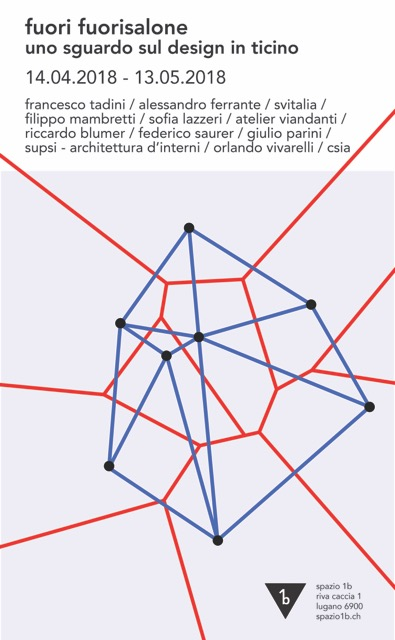 fuori fuorisalone
uno sguardo sul design in ticino
14.04.2018 - 13.05.2018
francesco tadini / alessandro ferrante / svitalia /
filippo mambretti / sofia lazzeri / atelier viandanti /
riccardo blumer / federico saurer / giulio parini /
supsi - architettura d'interni / orlando vivarelli / csia
1b
spazio 1b
riva caccia 1
lugano 6900
spazio1b.ch